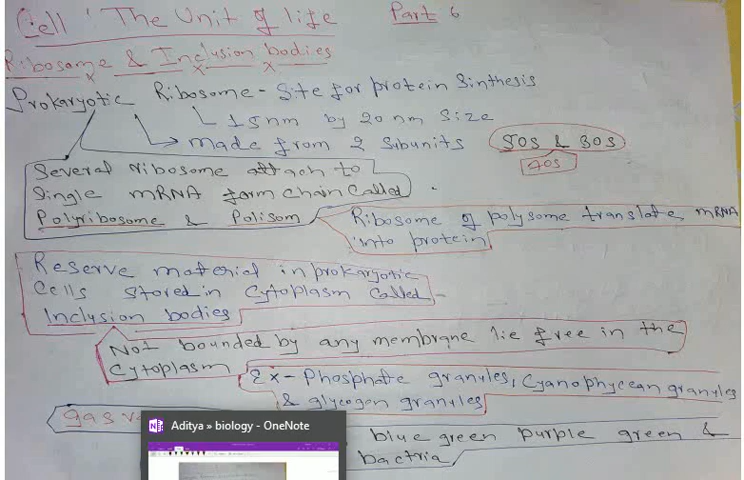 Cell : The Unit of life Part 6
Ribosame & Inclusion bodies
Prokaryotic Ribosome - Site for protein Sinthesis
15nm by 20 nm Size
made from 2 Subunits 50S & 30S
70S
Several ribosome attach to
Single mRNA form Chain Called
Polyribosome & Polisom
Ribosome of polysome translate mRNA
into protein
Reserve material in prokaryotic
Cells stored in Cytoplasm Called -
Inclusion bodies
Not bounded by any membrane lie free in the
Cytoplasm
Ex - Phosphate granules, Cyanophycean granules
& glycogen granules
gas
Aditya » biology - OneNote
blue green purple green &
bactria